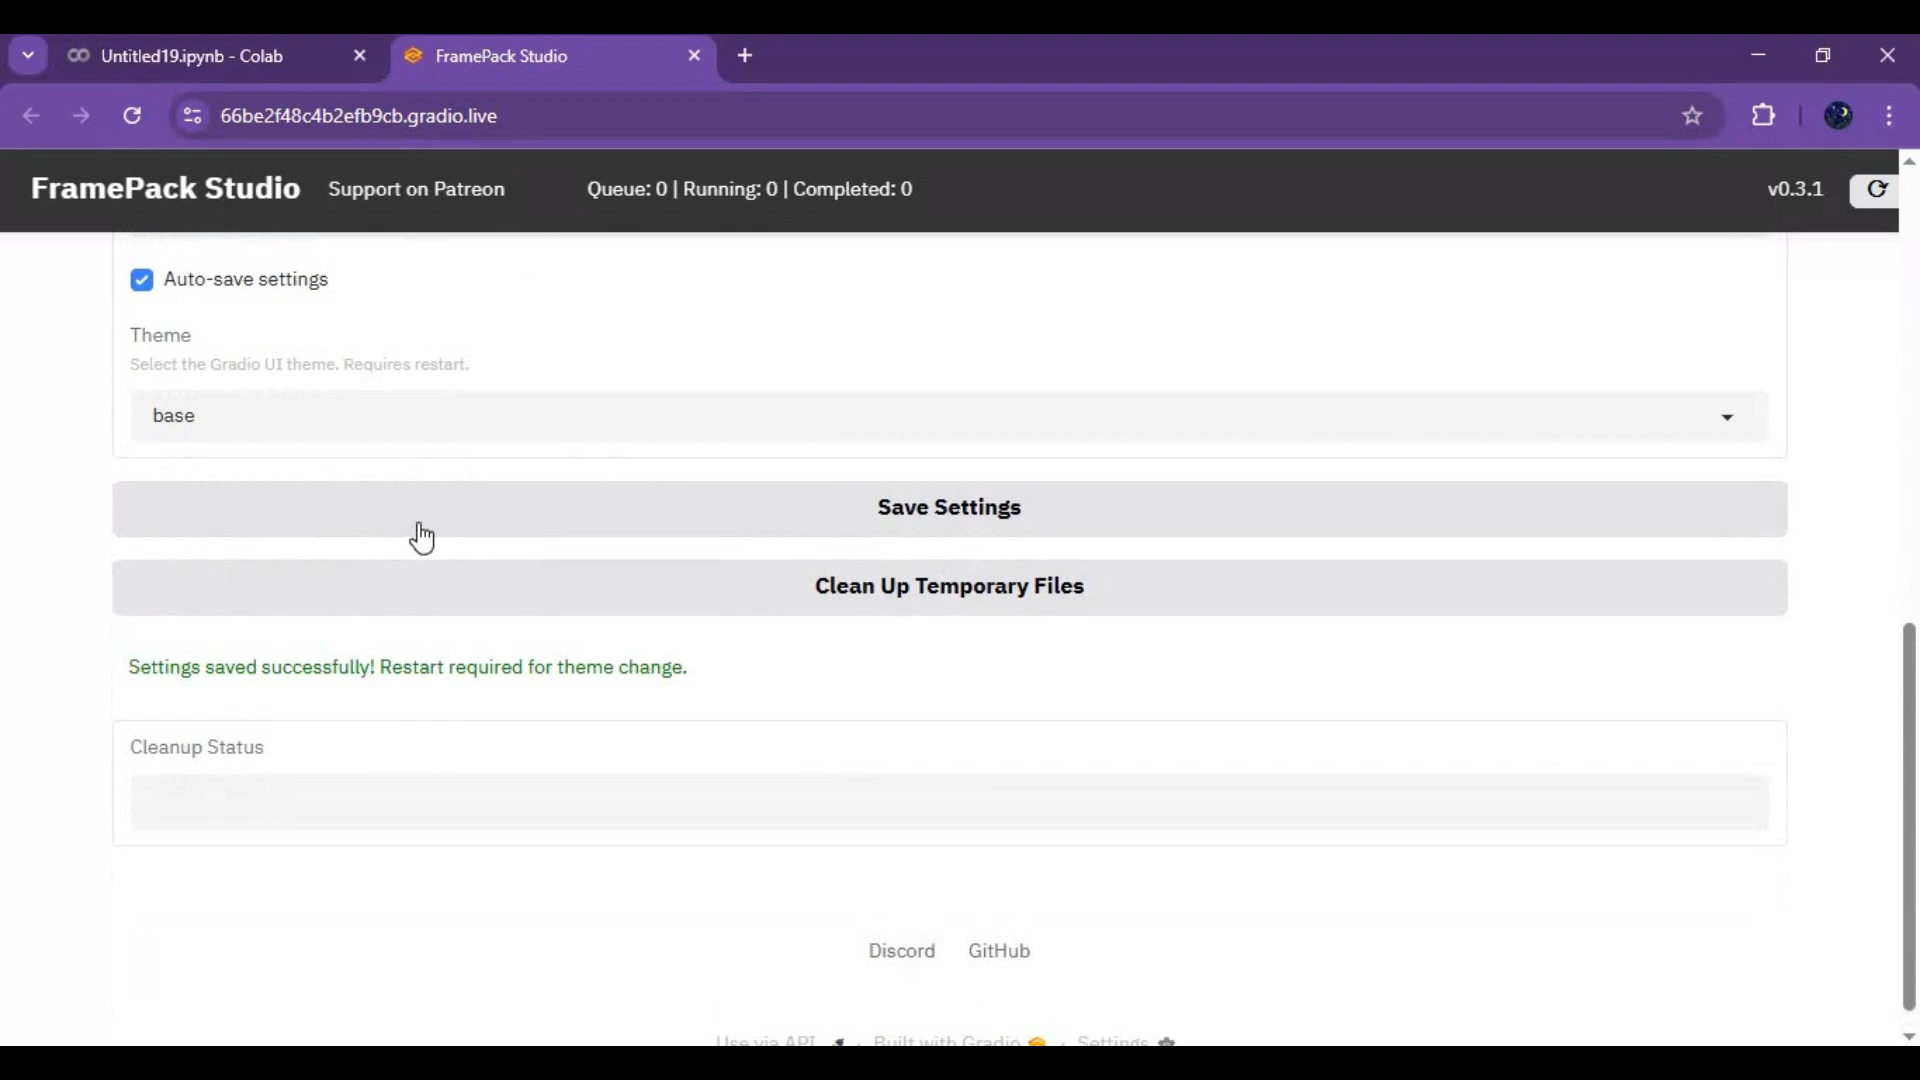 Untitled19.ipynb - Colab
FramePack Studio
66be2f48c4b2efb9cb.gradio.live
FramePack Studio
Support on Patreon
Queue: 0 | Running: 0 | Completed: 0
v0.3.1
Auto-save settings
Theme
Select the Gradio UI theme. Requires restart.
base
Save Settings
Clean Up Temporary Files
Settings saved successfully! Restart required for theme change.
Cleanup Status
Discord GitHub
Use via API · Built with Gradio · Settings